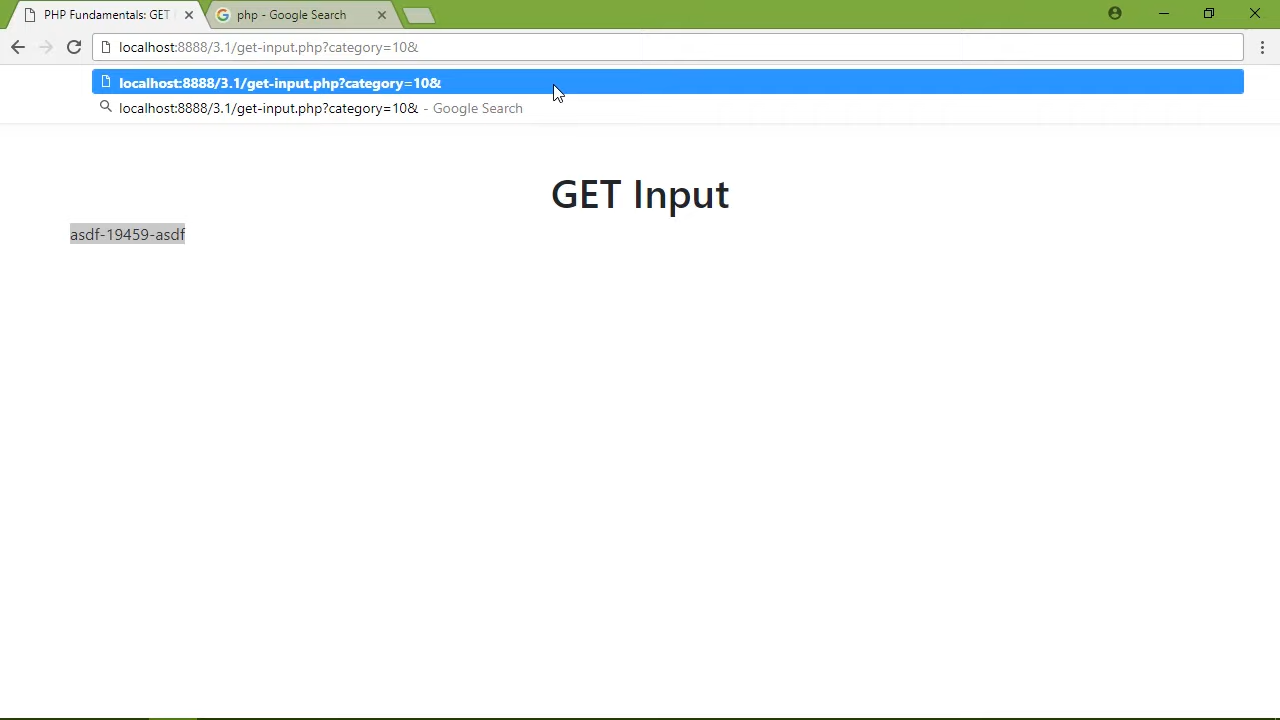 PHP Fundamentals: GET
php - Google Search
localhost:8888/3.1/get-input.php?category=10&
localhost:8888/3.1/get-input.php?category=10&
localhost:8888/3.1/get-input.php?category=10& - Google Search
GET Input
asdf-19459-asdf